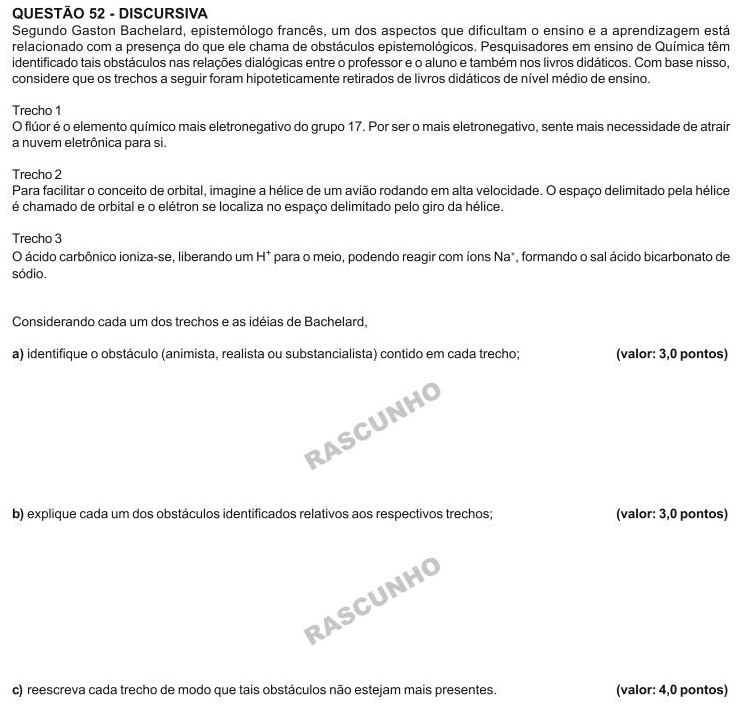 QUESTÃO 52 - DISCURSIVA
Segundo Gaston Bachelard, epistemólogo francês, um dos aspectos que dificultam o ensino e a aprendizagem está
relacionado com a presença do que ele chama de obstáculos epistemológicos. Pesquisadores em ensino de Química têm
identificado tais obstáculos nas relações dialógicas entre o professor e o aluno e também nos livros didáticos. Com base nisso,
considere que os trechos a seguir foram hipoteticamente retirados de livros didáticos de nível médio de ensino.
Trecho 1
O flúor é o elemento químico mais eletronegativo do grupo 17. Por ser o mais eletronegativo, sente mais necessidade de atrair
a nuvem eletrônica para si.
Trecho 2
Para facilitar o conceito de orbital, imagine a hélice de um avião rodando em alta velocidade. O espaço delimitado pela hélice
é chamado de orbital e o elétron se localiza no espaço delimitado pelo giro da hélice.
Trecho 3
O ácido carbônico ioniza-se, liberando um H⁺ para o meio, podendo reagir com íons Na⁺, formando o sal ácido bicarbonato de
sódio.
Considerando cada um dos trechos e as idéias de Bachelard,
a) identifique o obstáculo (animista, realista ou substancialista) contido em cada trecho; (valor: 3,0 pontos)
RASCUNHO
b) explique cada um dos obstáculos identificados relativos aos respectivos trechos; (valor: 3,0 pontos)
RASCUNHO
c) reescreva cada trecho de modo que tais obstáculos não estejam mais presentes. (valor: 4,0 pontos)